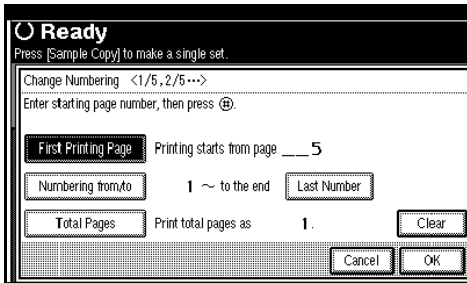 Ready
Press [Sample Copy] to make a single set.
Change Numbering <1/5,2/5···>
Enter starting page number, then press ⌗.
First Printing Page Printing starts from page ___5
Numbering from/to 1 ~ to the end Last Number
Total Pages Print total pages as 1. Clear
Cancel OK